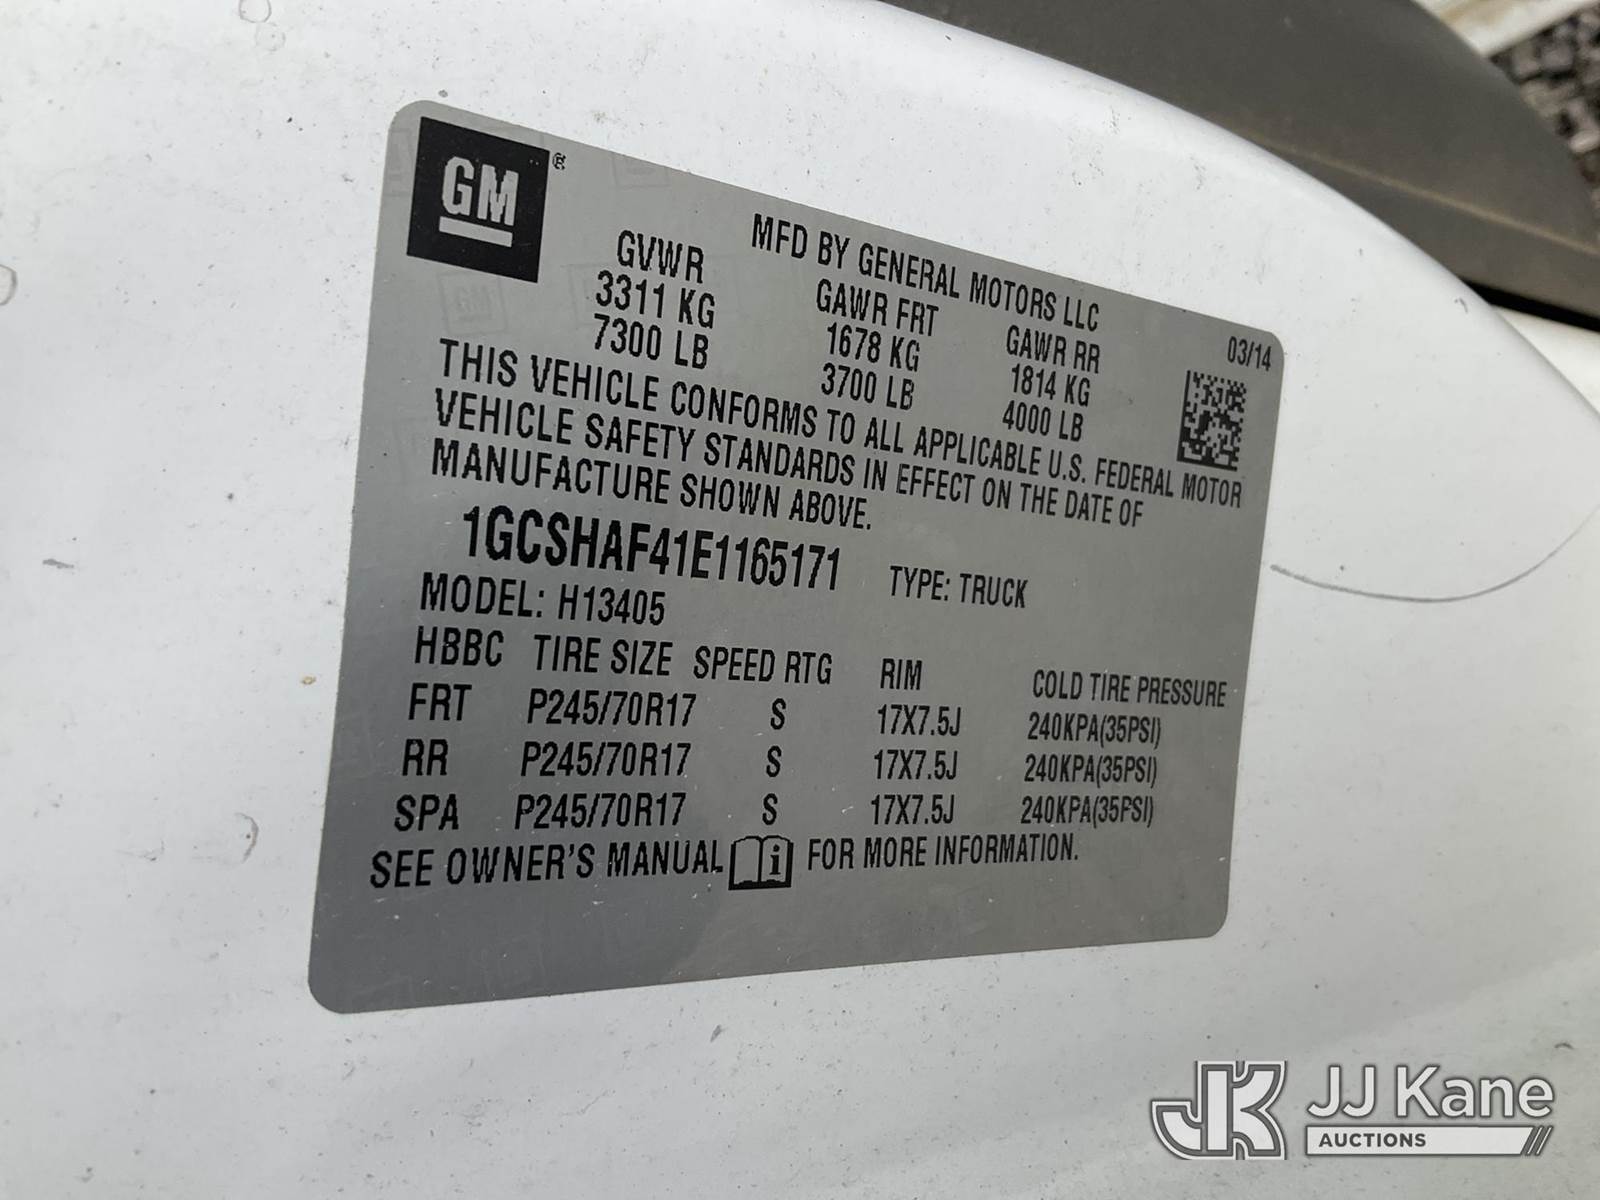 GM®
MFD BY GENERAL MOTORS LLC
GVWR GAWR FRT GAWR RR 03/14
3311 KG 1678 KG 1814 KG
7300 LB 3700 LB 4000 LB
THIS VEHICLE CONFORMS TO ALL APPLICABLE U.S. FEDERAL MOTOR
VEHICLE SAFETY STANDARDS IN EFFECT ON THE DATE OF
MANUFACTURE SHOWN ABOVE.
1GCSHAF41E1165171 TYPE: TRUCK
MODEL: H13405
HBBC TIRE SIZE SPEED RTG RIM COLD TIRE PRESSURE
FRT P245/70R17 S 17X7.5J 240KPA(35PSI)
RR P245/70R17 S 17X7.5J 240KPA(35PSI)
SPA P245/70R17 S 17X7.5J 240KPA(35PSI)
SEE OWNER'S MANUAL i FOR MORE INFORMATION.
JK JJ Kane
AUCTIONS